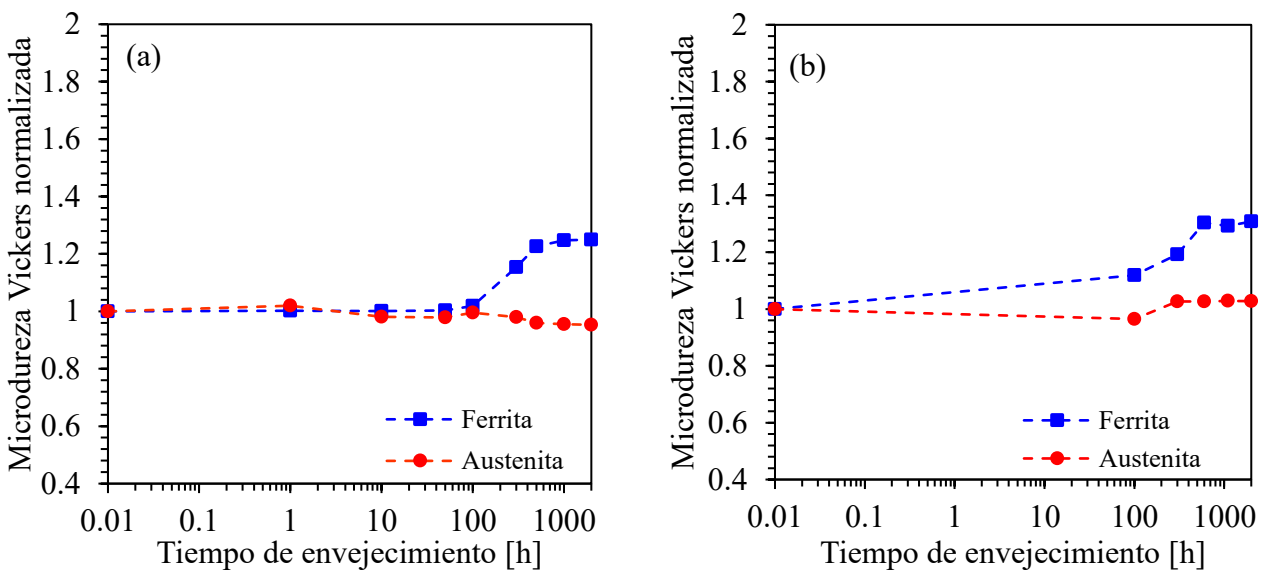 (a)
Microdureza Vickers normalizada
2
1.8
1.6
1.4
1.2
1
0.8
0.6
0.4
Ferrita
Austenita
0.01 0.1 1 10 100 1000
Tiempo de envejecimiento [h]
(b)
Microdureza Vickers normalizada
2
1.8
1.6
1.4
1.2
1
0.8
0.6
0.4
Ferrita
Austenita
0.01 0.1 1 10 100 1000
Tiempo de envejecimiento [h]